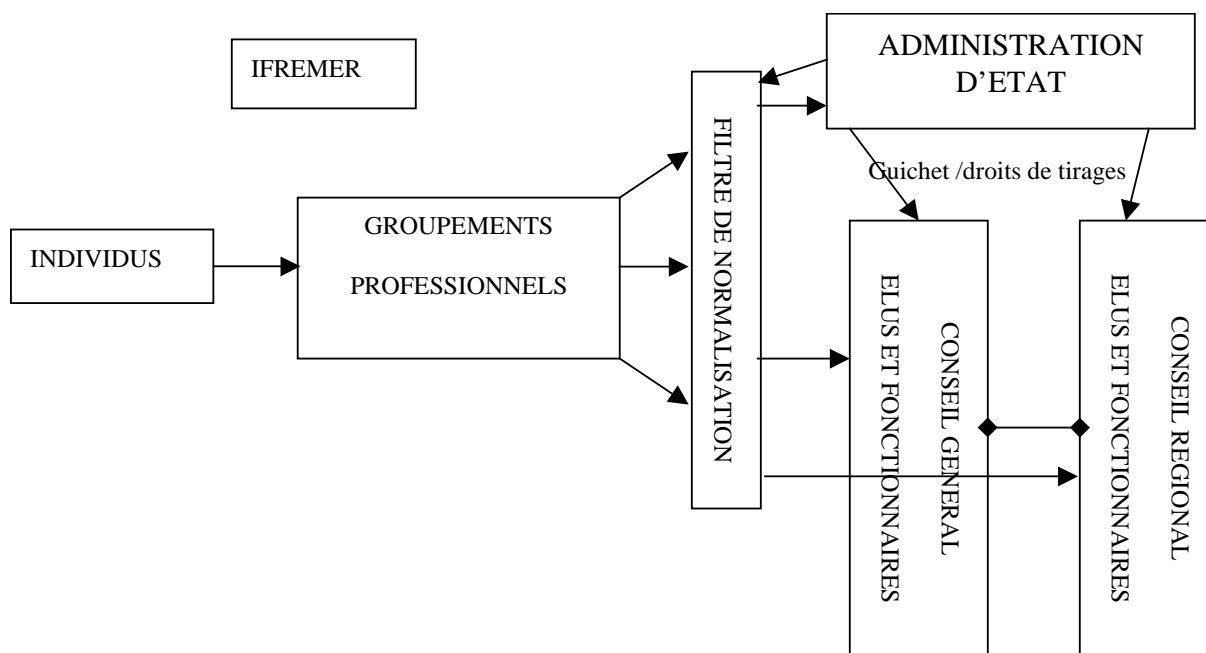 IFREMER
ADMINISTRATION
D'ETAT
FILTRE DE NORMALISATION
Guichet /droits de tirages
INDIVIDUS
GROUPEMENTS
PROFESSIONNELS
CONSEIL GENERAL
ELUS ET FONCTIONNAIRES
CONSEIL REGIONAL
ELUS ET FONCTIONNAIRES